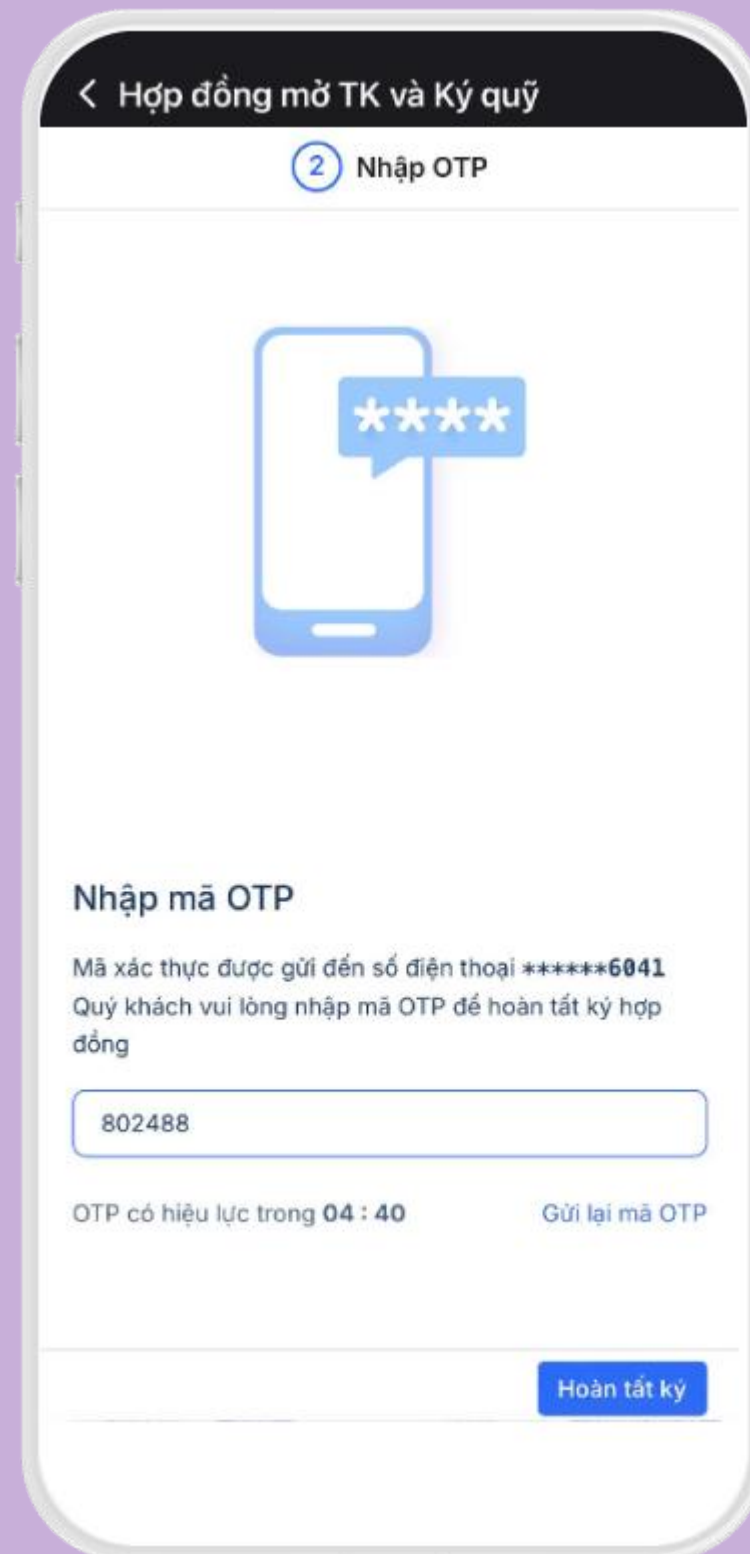 Hợp đồng mở TK và Ký quỹ
2 Nhập OTP
****
Nhập mã OTP
Mã xác thực được gửi đến số điện thoại ******6041
Quý khách vui lòng nhập mã OTP để hoàn tất ký hợp
đồng
802488
OTP có hiệu lực trong 04 : 40 Gửi lại mã OTP
Hoàn tất ký